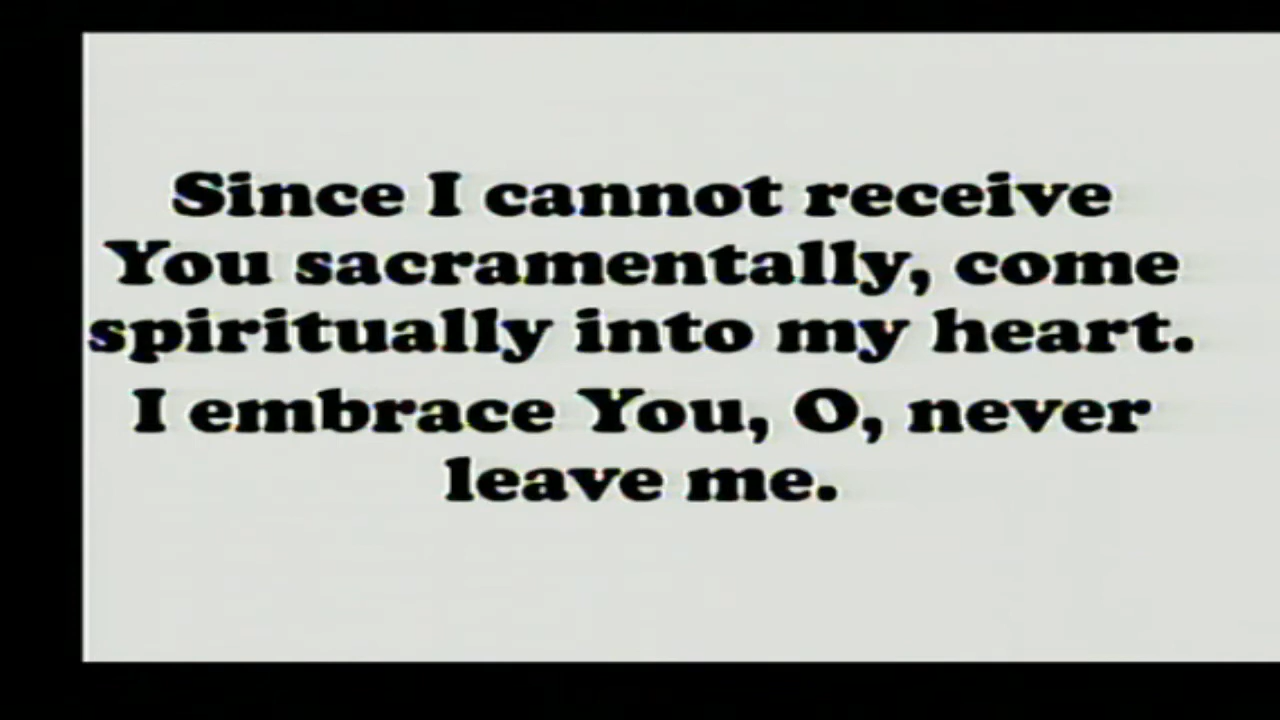 Since I cannot receive
You sacramentally, come
spiritually into my heart.
I embrace You, O, never
leave me.